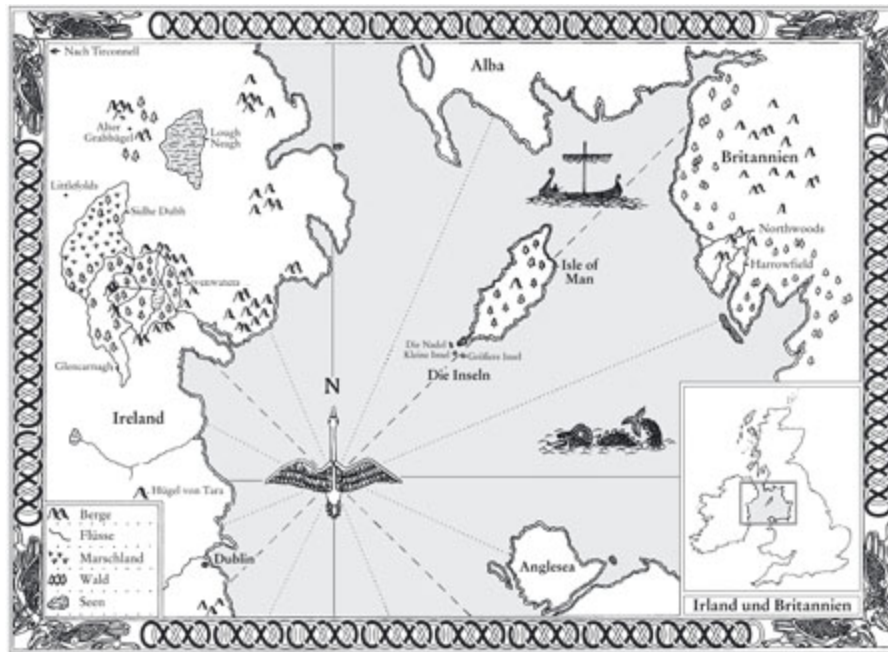 Nach Tirconnell
Alba
Alter
Grabhügel
Lough
Neagh
Britannien
Littlefolds
Sidhe Dubh
Northwoods
Isle of
Man
Harrowfield
Sevenwaters
Die Nadel
Kleine Insel
Größere Insel
Die Inseln
Glencarnagh
N
Ireland
Hügel von Tara
Berge
Flüsse
Marschland
Wald
Seen
Dublin
Anglesea
Irland und Britannien